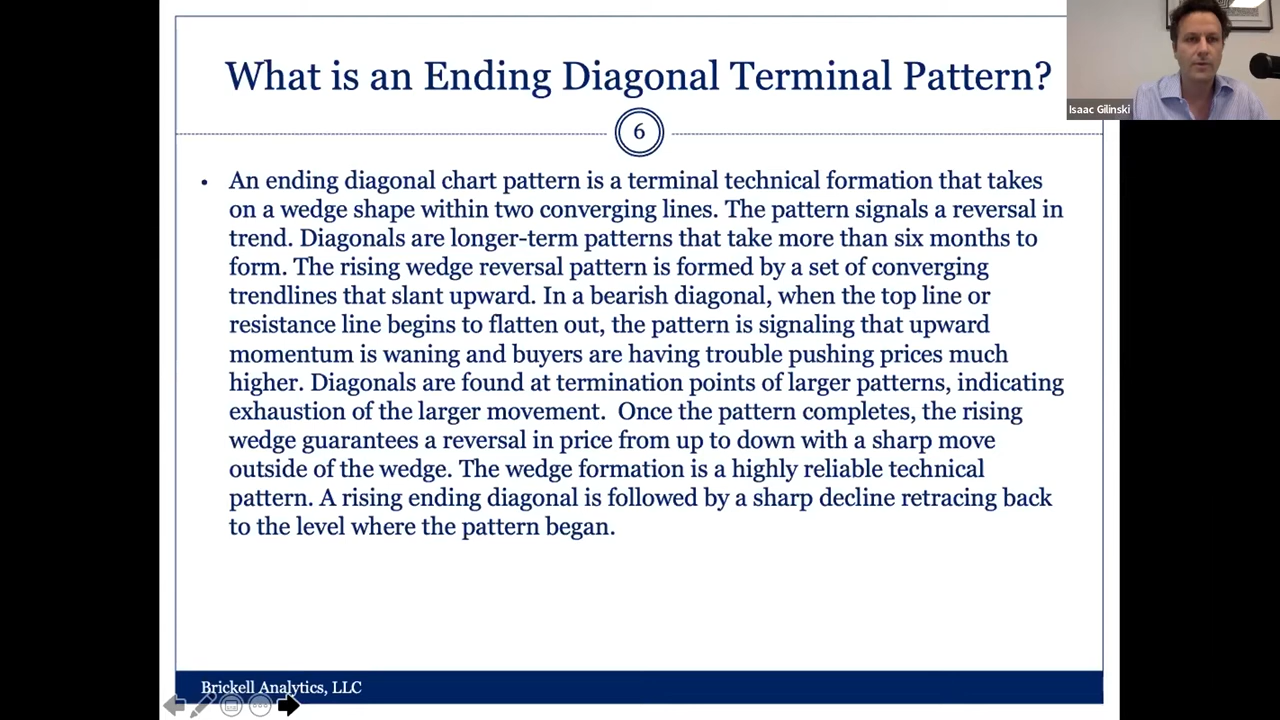 What is an Ending Diagonal Terminal Pattern?
Isaac Gilinski
6
• An ending diagonal chart pattern is a terminal technical formation that takes
on a wedge shape within two converging lines. The pattern signals a reversal in
trend. Diagonals are longer-term patterns that take more than six months to
form. The rising wedge reversal pattern is formed by a set of converging
trendlines that slant upward. In a bearish diagonal, when the top line or
resistance line begins to flatten out, the pattern is signaling that upward
momentum is waning and buyers are having trouble pushing prices much
higher. Diagonals are found at termination points of larger patterns, indicating
exhaustion of the larger movement.  Once the pattern completes, the rising
wedge guarantees a reversal in price from up to down with a sharp move
outside of the wedge. The wedge formation is a highly reliable technical
pattern. A rising ending diagonal is followed by a sharp decline retracing back
to the level where the pattern began.
Brickell Analytics, LLC